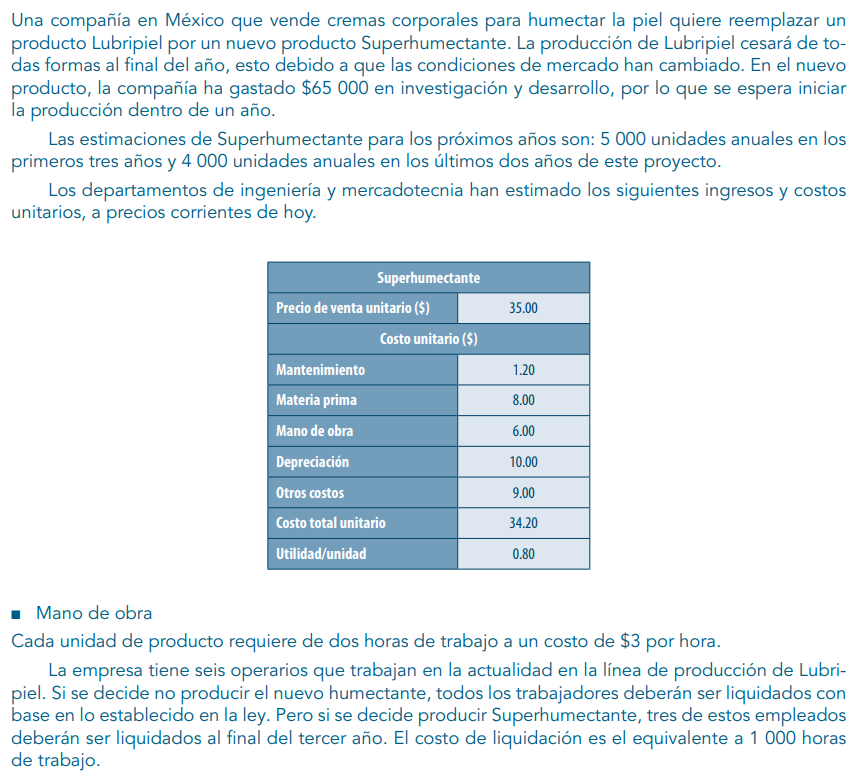 Una compañía en México que vende cremas corporales para humectar la piel quiere reemplazar un
producto Lubripiel por un nuevo producto Superhumectante. La producción de Lubripiel cesará de to-
das formas al final del año, esto debido a que las condiciones de mercado han cambiado. En el nuevo
producto, la compañía ha gastado $65 000 en investigación y desarrollo, por lo que se espera iniciar
la producción dentro de un año.
Las estimaciones de Superhumectante para los próximos años son: 5 000 unidades anuales en los
primeros tres años y 4 000 unidades anuales en los últimos dos años de este proyecto.
Los departamentos de ingeniería y mercadotecnia han estimado los siguientes ingresos y costos
unitarios, a precios corrientes de hoy.
Superhumectante
Precio de venta unitario ($) 35.00
Costo unitario ($)
Mantenimiento 1.20
Materia prima 8.00
Mano de obra 6.00
Depreciación 10.00
Otros costos 9.00
Costo total unitario 34.20
Utilidad/unidad 0.80
■ Mano de obra
Cada unidad de producto requiere de dos horas de trabajo a un costo de $3 por hora.
La empresa tiene seis operarios que trabajan en la actualidad en la línea de producción de Lubri-
piel. Si se decide no producir el nuevo humectante, todos los trabajadores deberán ser liquidados con
base en lo establecido en la ley. Pero si se decide producir Superhumectante, tres de estos empleados
deberán ser liquidados al final del tercer año. El costo de liquidación es el equivalente a 1 000 horas
de trabajo.